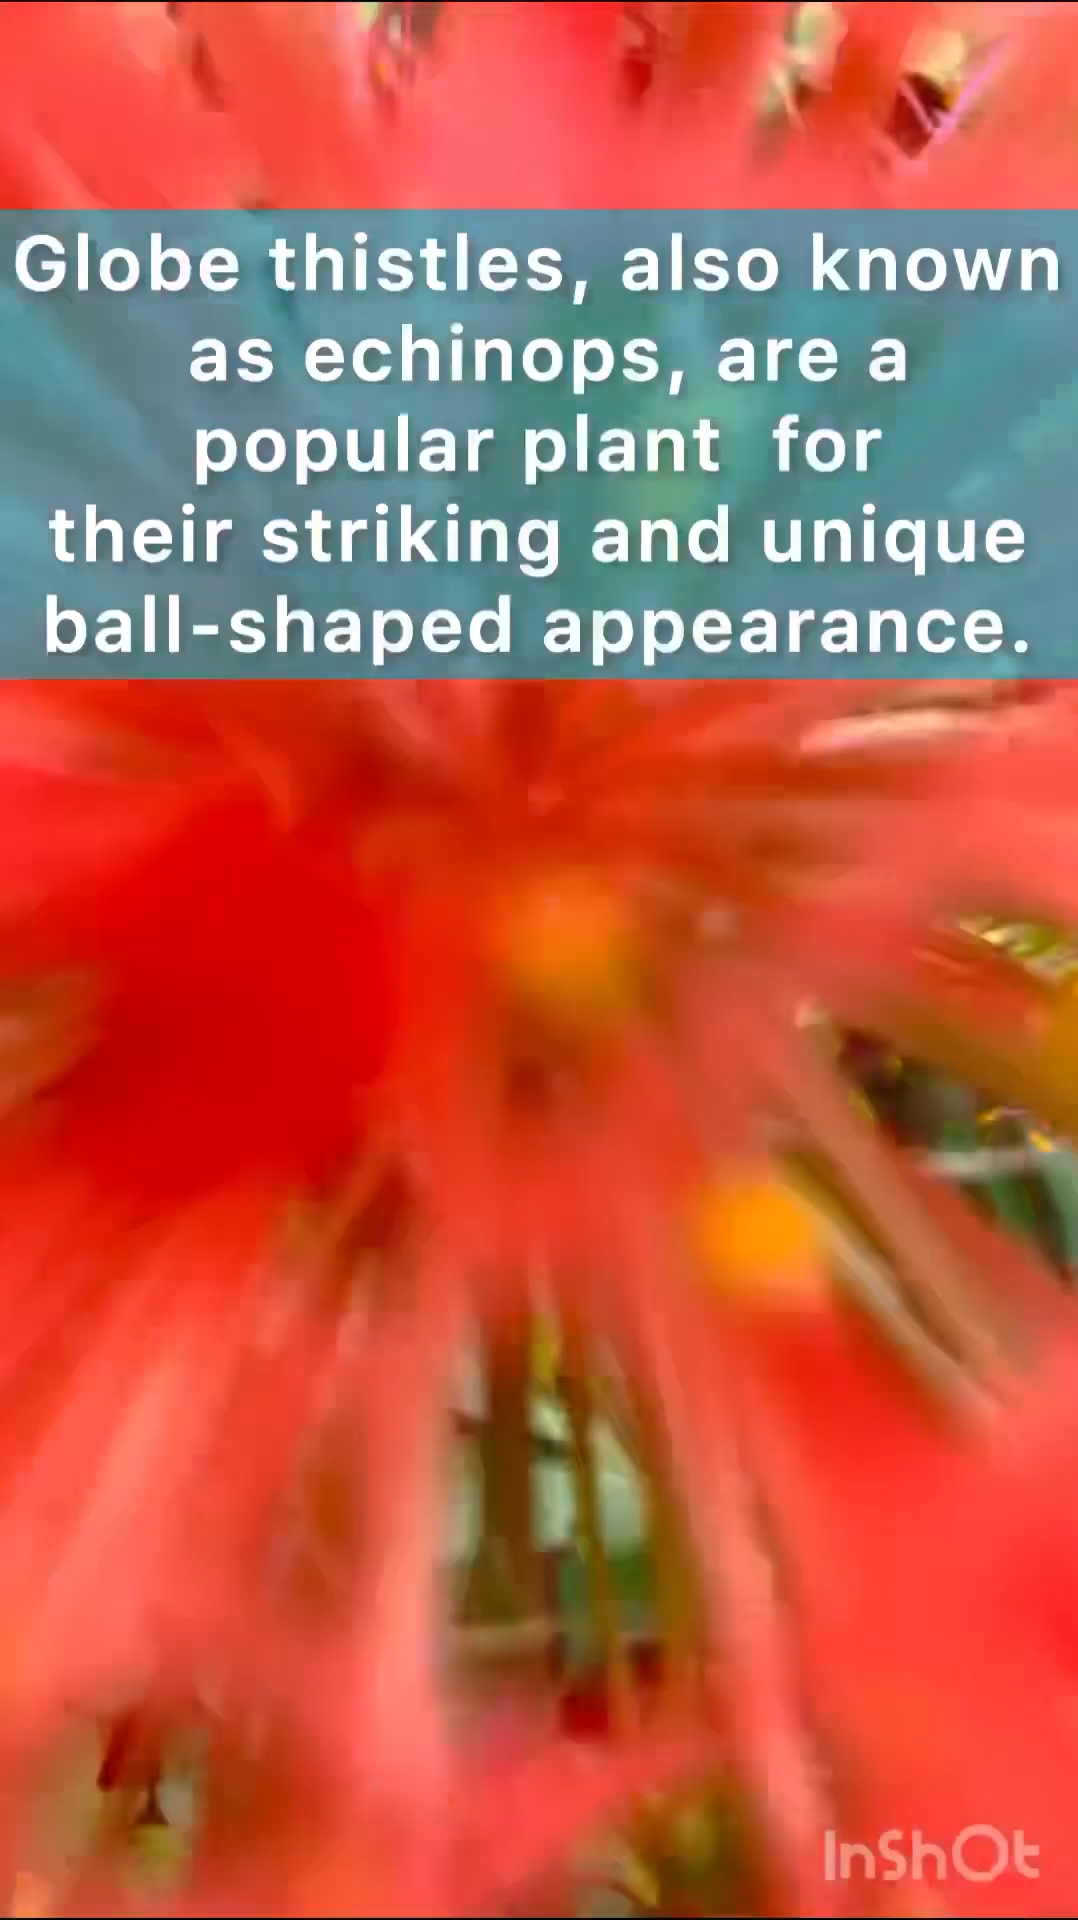 Globe thistles, also known
as echinops, are a
popular plant  for
their striking and unique
ball-shaped appearance.
InShOt